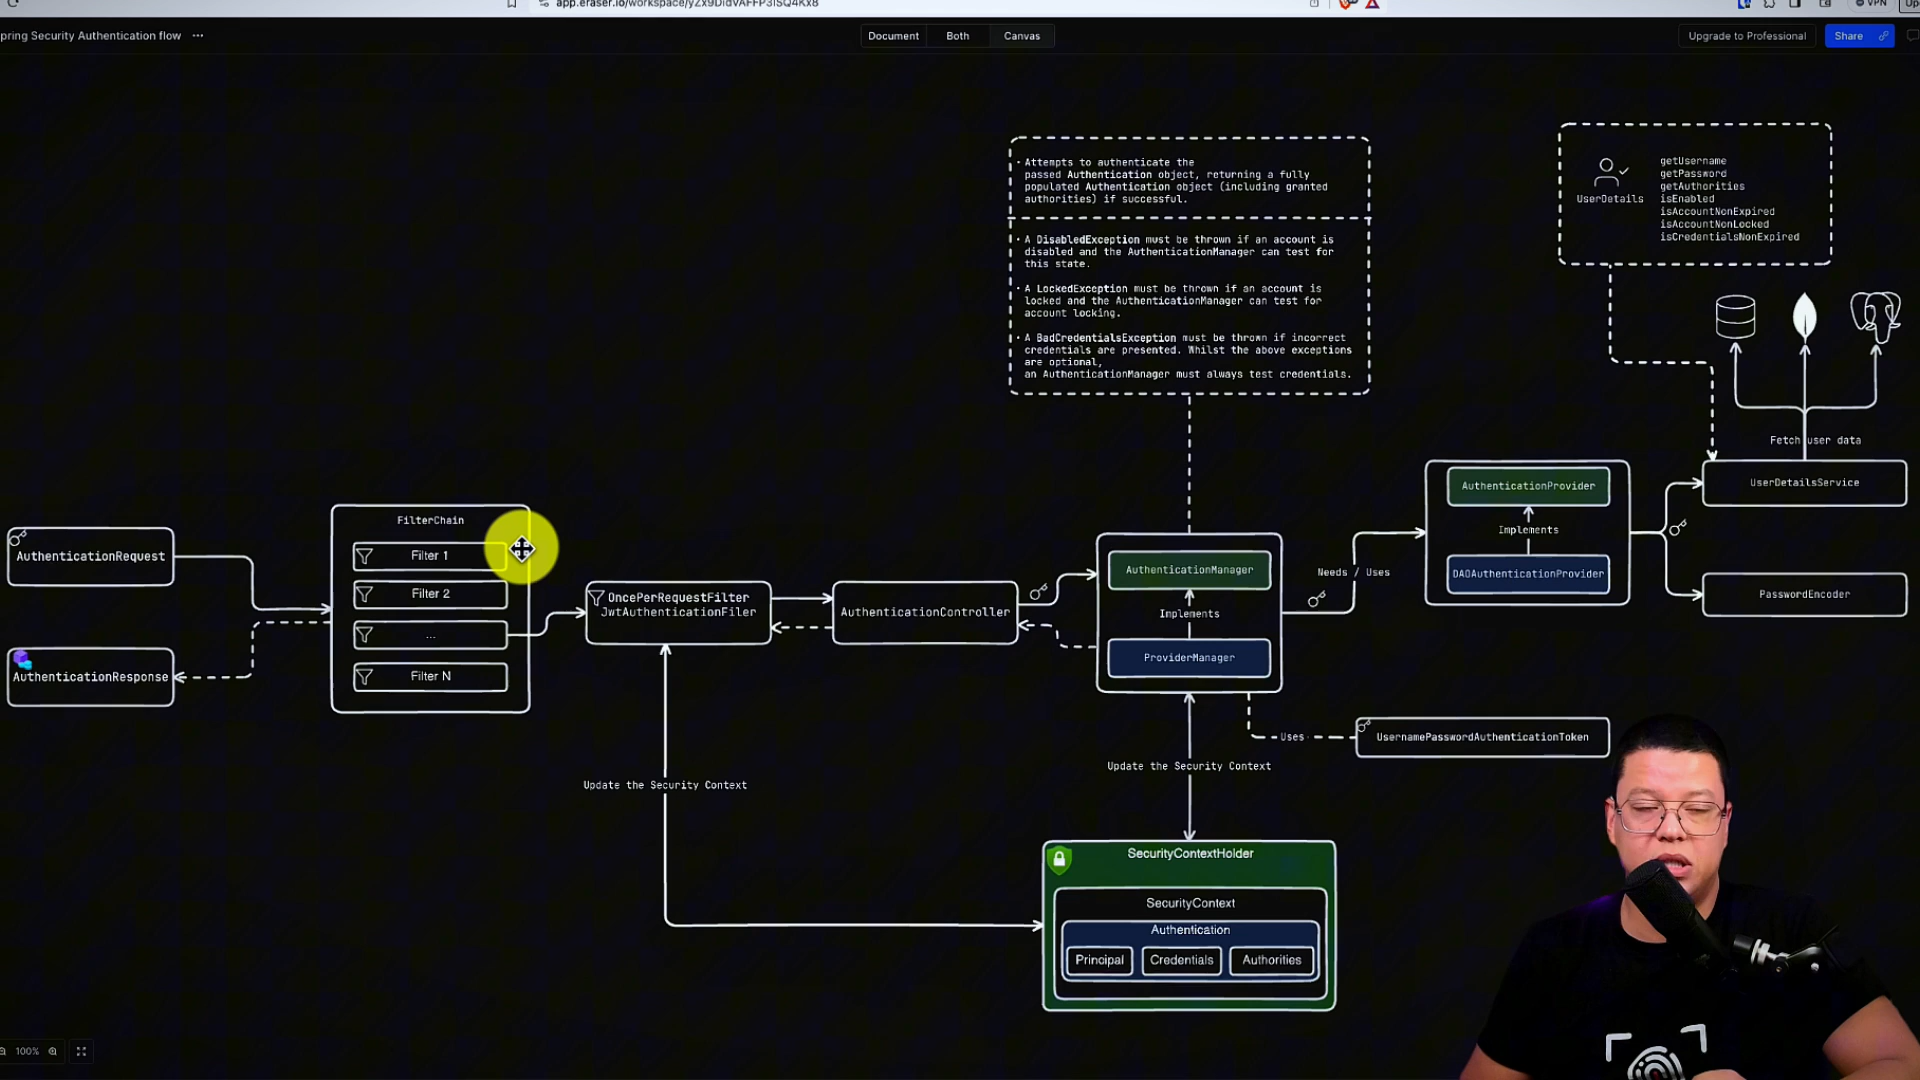 app.eraser.io/workspace/yZx9DidVAFFP3ISQ4Kx8
VPN
pring Security Authentication flow ...
Document
Both
Canvas
Upgrade to Professional
Share
Attempts to authenticate the
passed Authentication object, returning a fully
populated Authentication object (including granted
authorities) if successful.
A DisabledException must be thrown if an account is
disabled and the AuthenticationManager can test for
this state.
A LockedException must be thrown if an account is
locked and the AuthenticationManager can test for
account locking.
A BadCredentialsException must be thrown if incorrect
credentials are presented. Whilst the above exceptions
are optional,
an AuthenticationManager must always test credentials.
UserDetails
getUsername
getPassword
getAuthorities
isEnabled
isAccountNonExpired
isAccountNonLocked
isCredentialsNonExpired
Fetch user data
AuthenticationRequest
AuthenticationResponse
FilterChain
Filter 1
Filter 2
...
Filter N
OncePerRequestFilter
JwtAuthenticationFiler
AuthenticationController
AuthenticationManager
Implements
ProviderManager
Needs / Uses
AuthenticationProvider
Implements
DAOAuthenticationProvider
UserDetailsService
PasswordEncoder
Uses
UsernamePasswordAuthenticationToken
Update the Security Context
Update the Security Context
SecurityContextHolder
SecurityContext
Authentication
Principal
Credentials
Authorities
100%